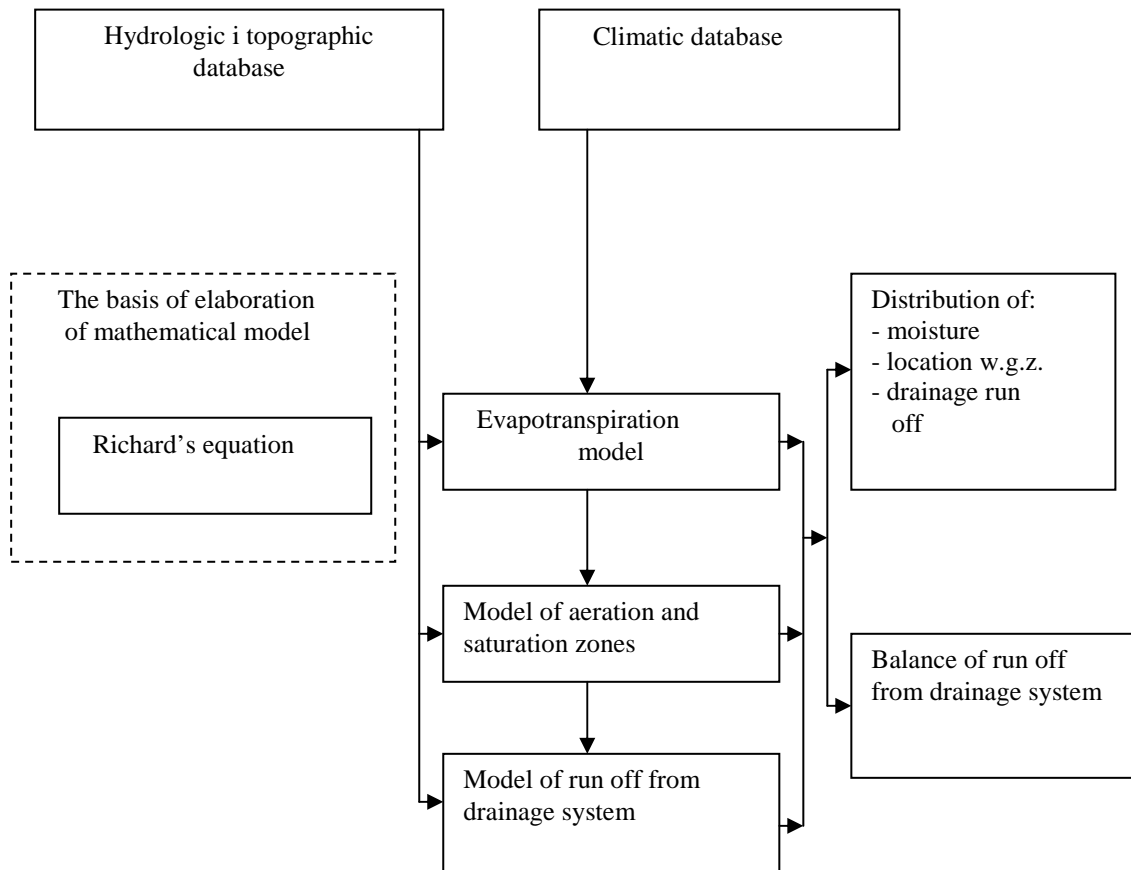 Hydrologic i topographic
database
Climatic database
The basis of elaboration
of mathematical model
Richard’s equation
Evapotranspiration
model
Model of aeration and
saturation zones
Model of run off from
drainage system
Distribution of:
- moisture
- location w.g.z.
- drainage run
off
Balance of run off
from drainage system